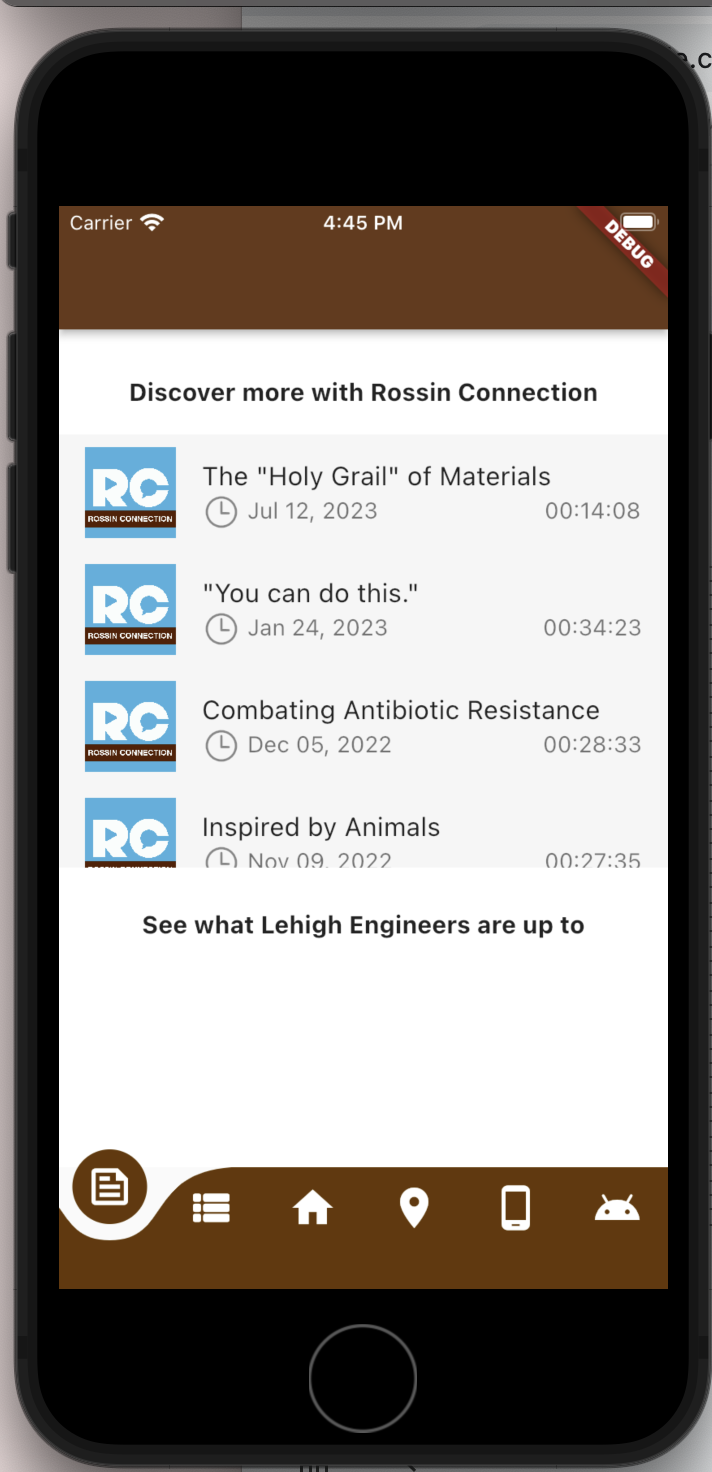 e.c
Carrier 4:45 PM
DEBUG
Discover more with Rossin Connection
RC
ROSSIN CONNECTION
The "Holy Grail" of Materials
Jul 12, 2023 00:14:08
RC
ROSSIN CONNECTION
"You can do this."
Jan 24, 2023 00:34:23
RC
ROSSIN CONNECTION
Combating Antibiotic Resistance
Dec 05, 2022 00:28:33
RC
Inspired by Animals
Nov 09, 2022 00:27:35
See what Lehigh Engineers are up to